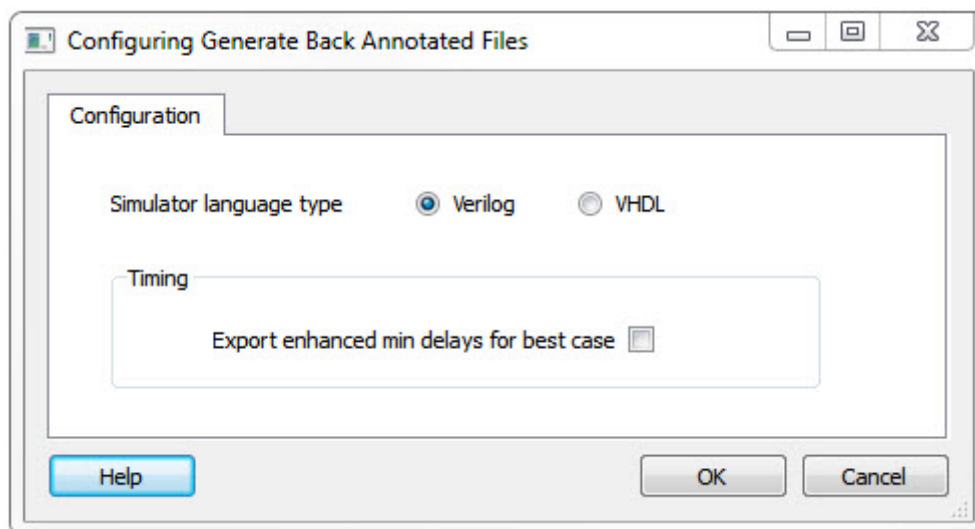 Configuring Generate Back Annotated Files
Configuration
Simulator language type Verilog VHDL
Timing
Export enhanced min delays for best case
Help OK Cancel